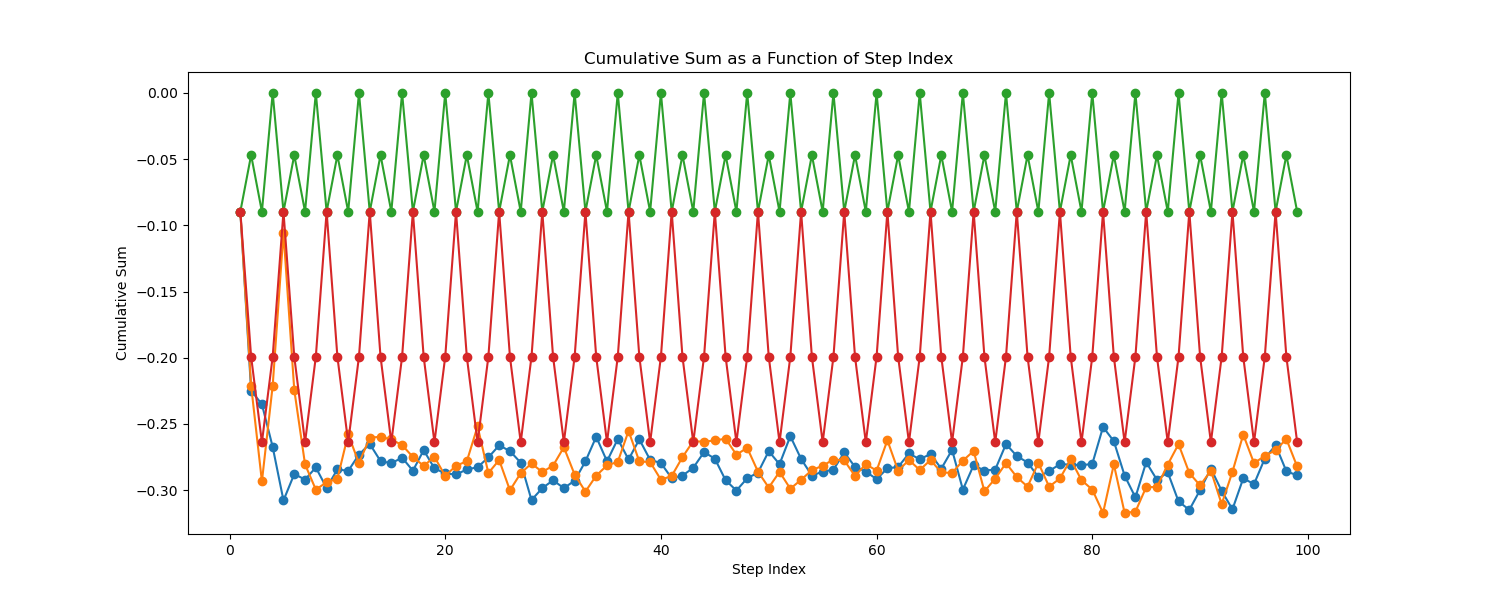 Cumulative Sum as a Function of Step Index
Cumulative Sum
0.00
−0.05
−0.10
−0.15
−0.20
−0.25
−0.30
0 20 40 60 80 100
Step Index